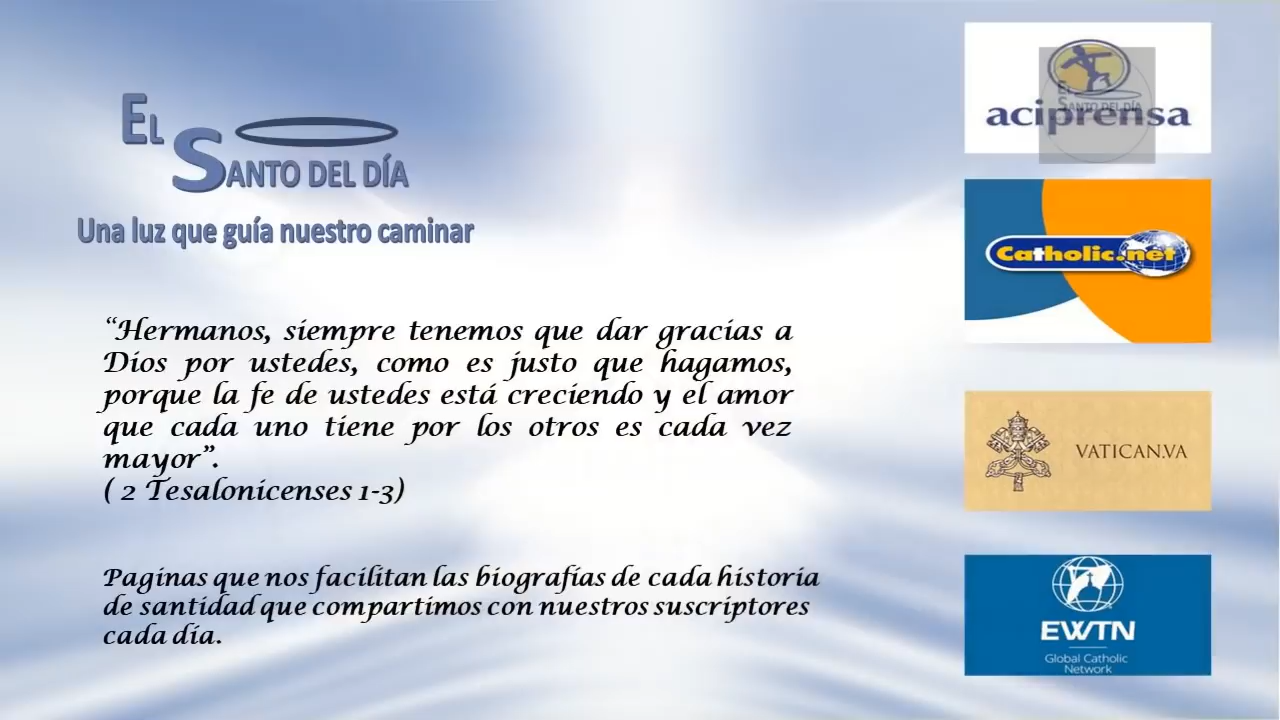 EL
SANTO DEL DÍA
Una luz que guía nuestro caminar
“Hermanos, siempre tenemos que dar gracias a
Dios por ustedes, como es justo que hagamos,
porque la fe de ustedes está creciendo y el amor
que cada uno tiene por los otros es cada vez
mayor”.
( 2 Tesalonicenses 1-3)
Paginas que nos facilitan las biografías de cada historia
de santidad que compartimos con nuestros suscriptores
cada día.
aciprensa
EL
SANTO DEL DÍA
Catholic.net
VATICAN.VA
EWTN
Global Catholic
Network